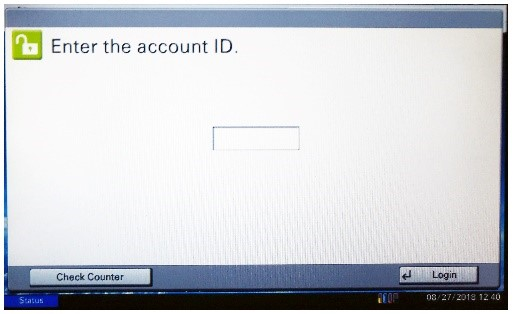 Enter the account ID.
Check Counter
Login
Status
08/27/2018 12:40